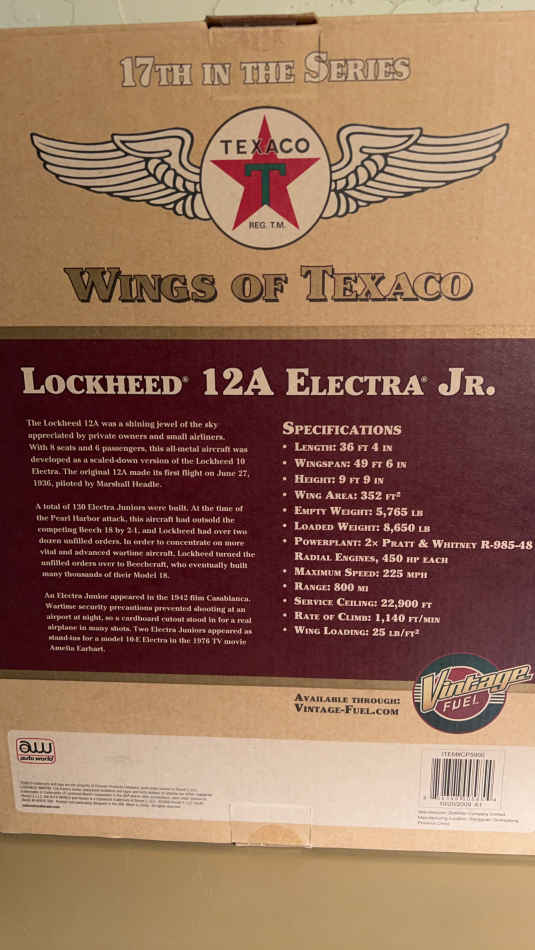 17TH IN THE SERIES
TEXACO
T
REG. T.M.
WINGS OF TEXACO
LOCKHEED® 12A ELECTRA® JR.
The Lockheed 12A was a shining jewel of the sky
appreciated by private owners and small airliners.
With 8 seats and 6 passengers, this all-metal aircraft was
developed as a scaled-down version of the Lockheed 10
Electra. The original 12A made its first flight on June 27,
1936, piloted by Marshall Headle.
A total of 130 Electra Juniors were built. At the time of
the Pearl Harbor attack, this aircraft had outsold the
competing Beech 18 by 2-1, and Lockheed had over two
dozen unfilled orders. In order to concentrate on more
vital and advanced wartime aircraft, Lockheed turned the
unfilled orders over to Beechcraft, who eventually built
many thousands of their Model 18.
An Electra Junior appeared in the 1942 film Casablanca.
Wartime security precautions prevented shooting at an
airport at night, so a cardboard cutout stood in for a real
airplane in many shots. Two Electra Juniors appeared as
stand-ins for a model 10-E Electra in the 1976 TV movie
Amelia Earhart.
SPECIFICATIONS
• LENGTH: 36 FT 4 IN
• WINGSPAN: 49 FT 6 IN
• HEIGHT: 9 FT 9 IN
• WING AREA: 352 FT²
• EMPTY WEIGHT: 5,765 LB
• LOADED WEIGHT: 8,650 LB
• POWERPLANT: 2× PRATT & WHITNEY R-985-48
RADIAL ENGINES, 450 HP EACH
• MAXIMUM SPEED: 225 MPH
• RANGE: 800 MI
• SERVICE CEILING: 22,900 FT
• RATE OF CLIMB: 1,140 FT/MIN
• WING LOADING: 25 LB/FT²
AVAILABLE THROUGH:
VINTAGE-FUEL.COM
Vintage
FUEL
aw
auto world
ITEM#CP5900